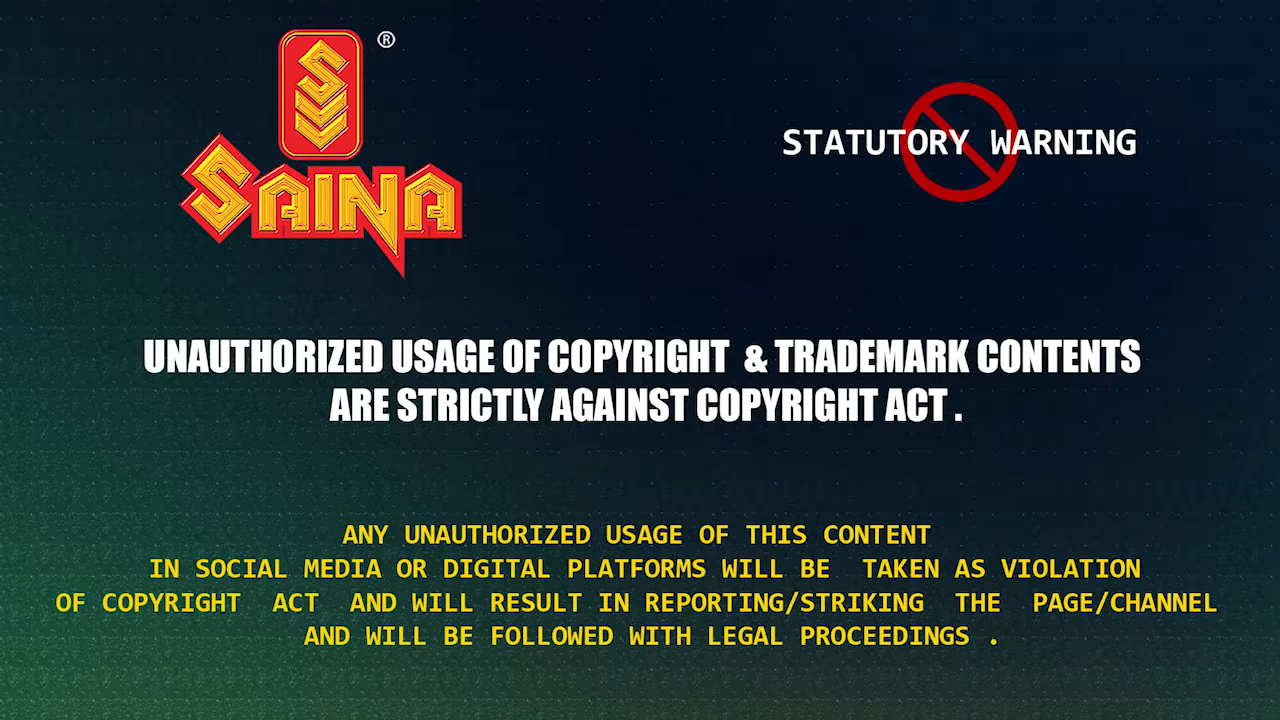 ®
SAINA
STATUTORY WARNING
UNAUTHORIZED USAGE OF COPYRIGHT & TRADEMARK CONTENTS
ARE STRICTLY AGAINST COPYRIGHT ACT .
ANY UNAUTHORIZED USAGE OF THIS CONTENT
IN SOCIAL MEDIA OR DIGITAL PLATFORMS WILL BE TAKEN AS VIOLATION
OF COPYRIGHT ACT AND WILL RESULT IN REPORTING/STRIKING THE PAGE/CHANNEL
AND WILL BE FOLLOWED WITH LEGAL PROCEEDINGS .